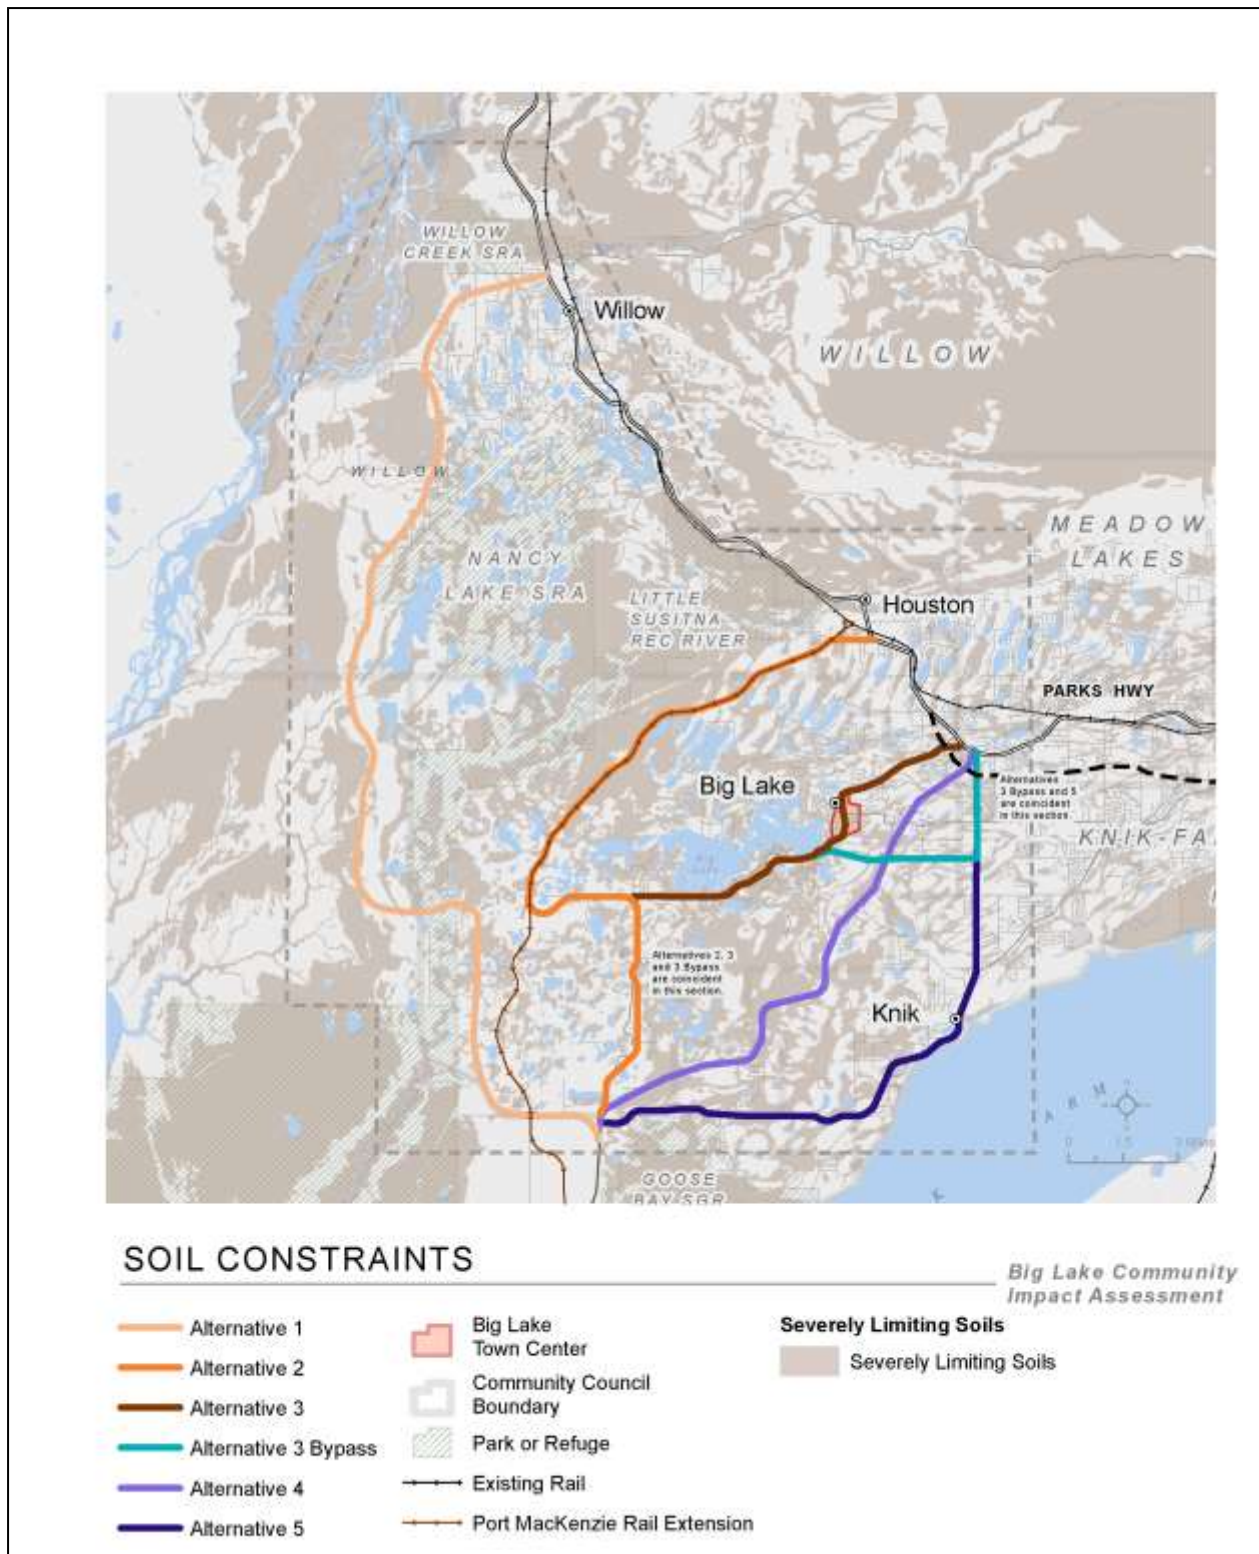 WILLOW
CREEK SRA
Willow
WILLOW
WILLOW
MEADOW
LAKES
NANCY
LAKE SRA
LITTLE
SUSITNA
REC RIVER
Houston
PARKS HWY
Big Lake
Alternatives
3 Bypass and 5
are coincident
in this section
KNIK-FA
Alternatives 2, 3
and 3 Bypass
are coincident
in this section.
Knik
ARM
0 1.5
GOOSE
BAY SGR
SOIL CONSTRAINTS
Big Lake Community
Impact Assessment
Alternative 1
Alternative 2
Alternative 3
Alternative 3 Bypass
Alternative 4
Alternative 5
Big Lake
Town Center
Community Council
Boundary
Park or Refuge
Existing Rail
Port MacKenzie Rail Extension
Severely Limiting Soils
Severely Limiting Soils